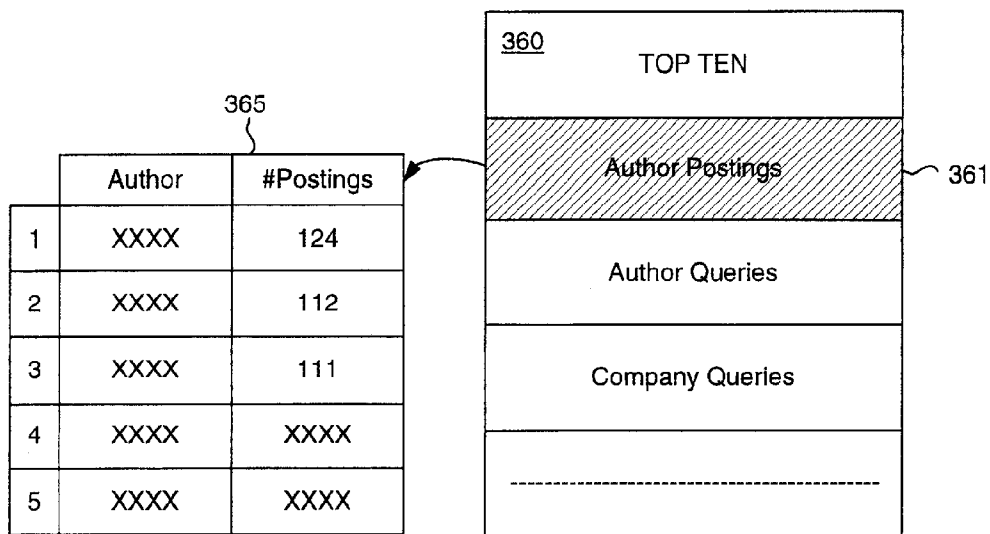 365
Author #Postings
1 XXXX 124
2 XXXX 112
3 XXXX 111
4 XXXX XXXX
5 XXXX XXXX
360
TOP TEN
Author Postings
361
Author Queries
Company Queries